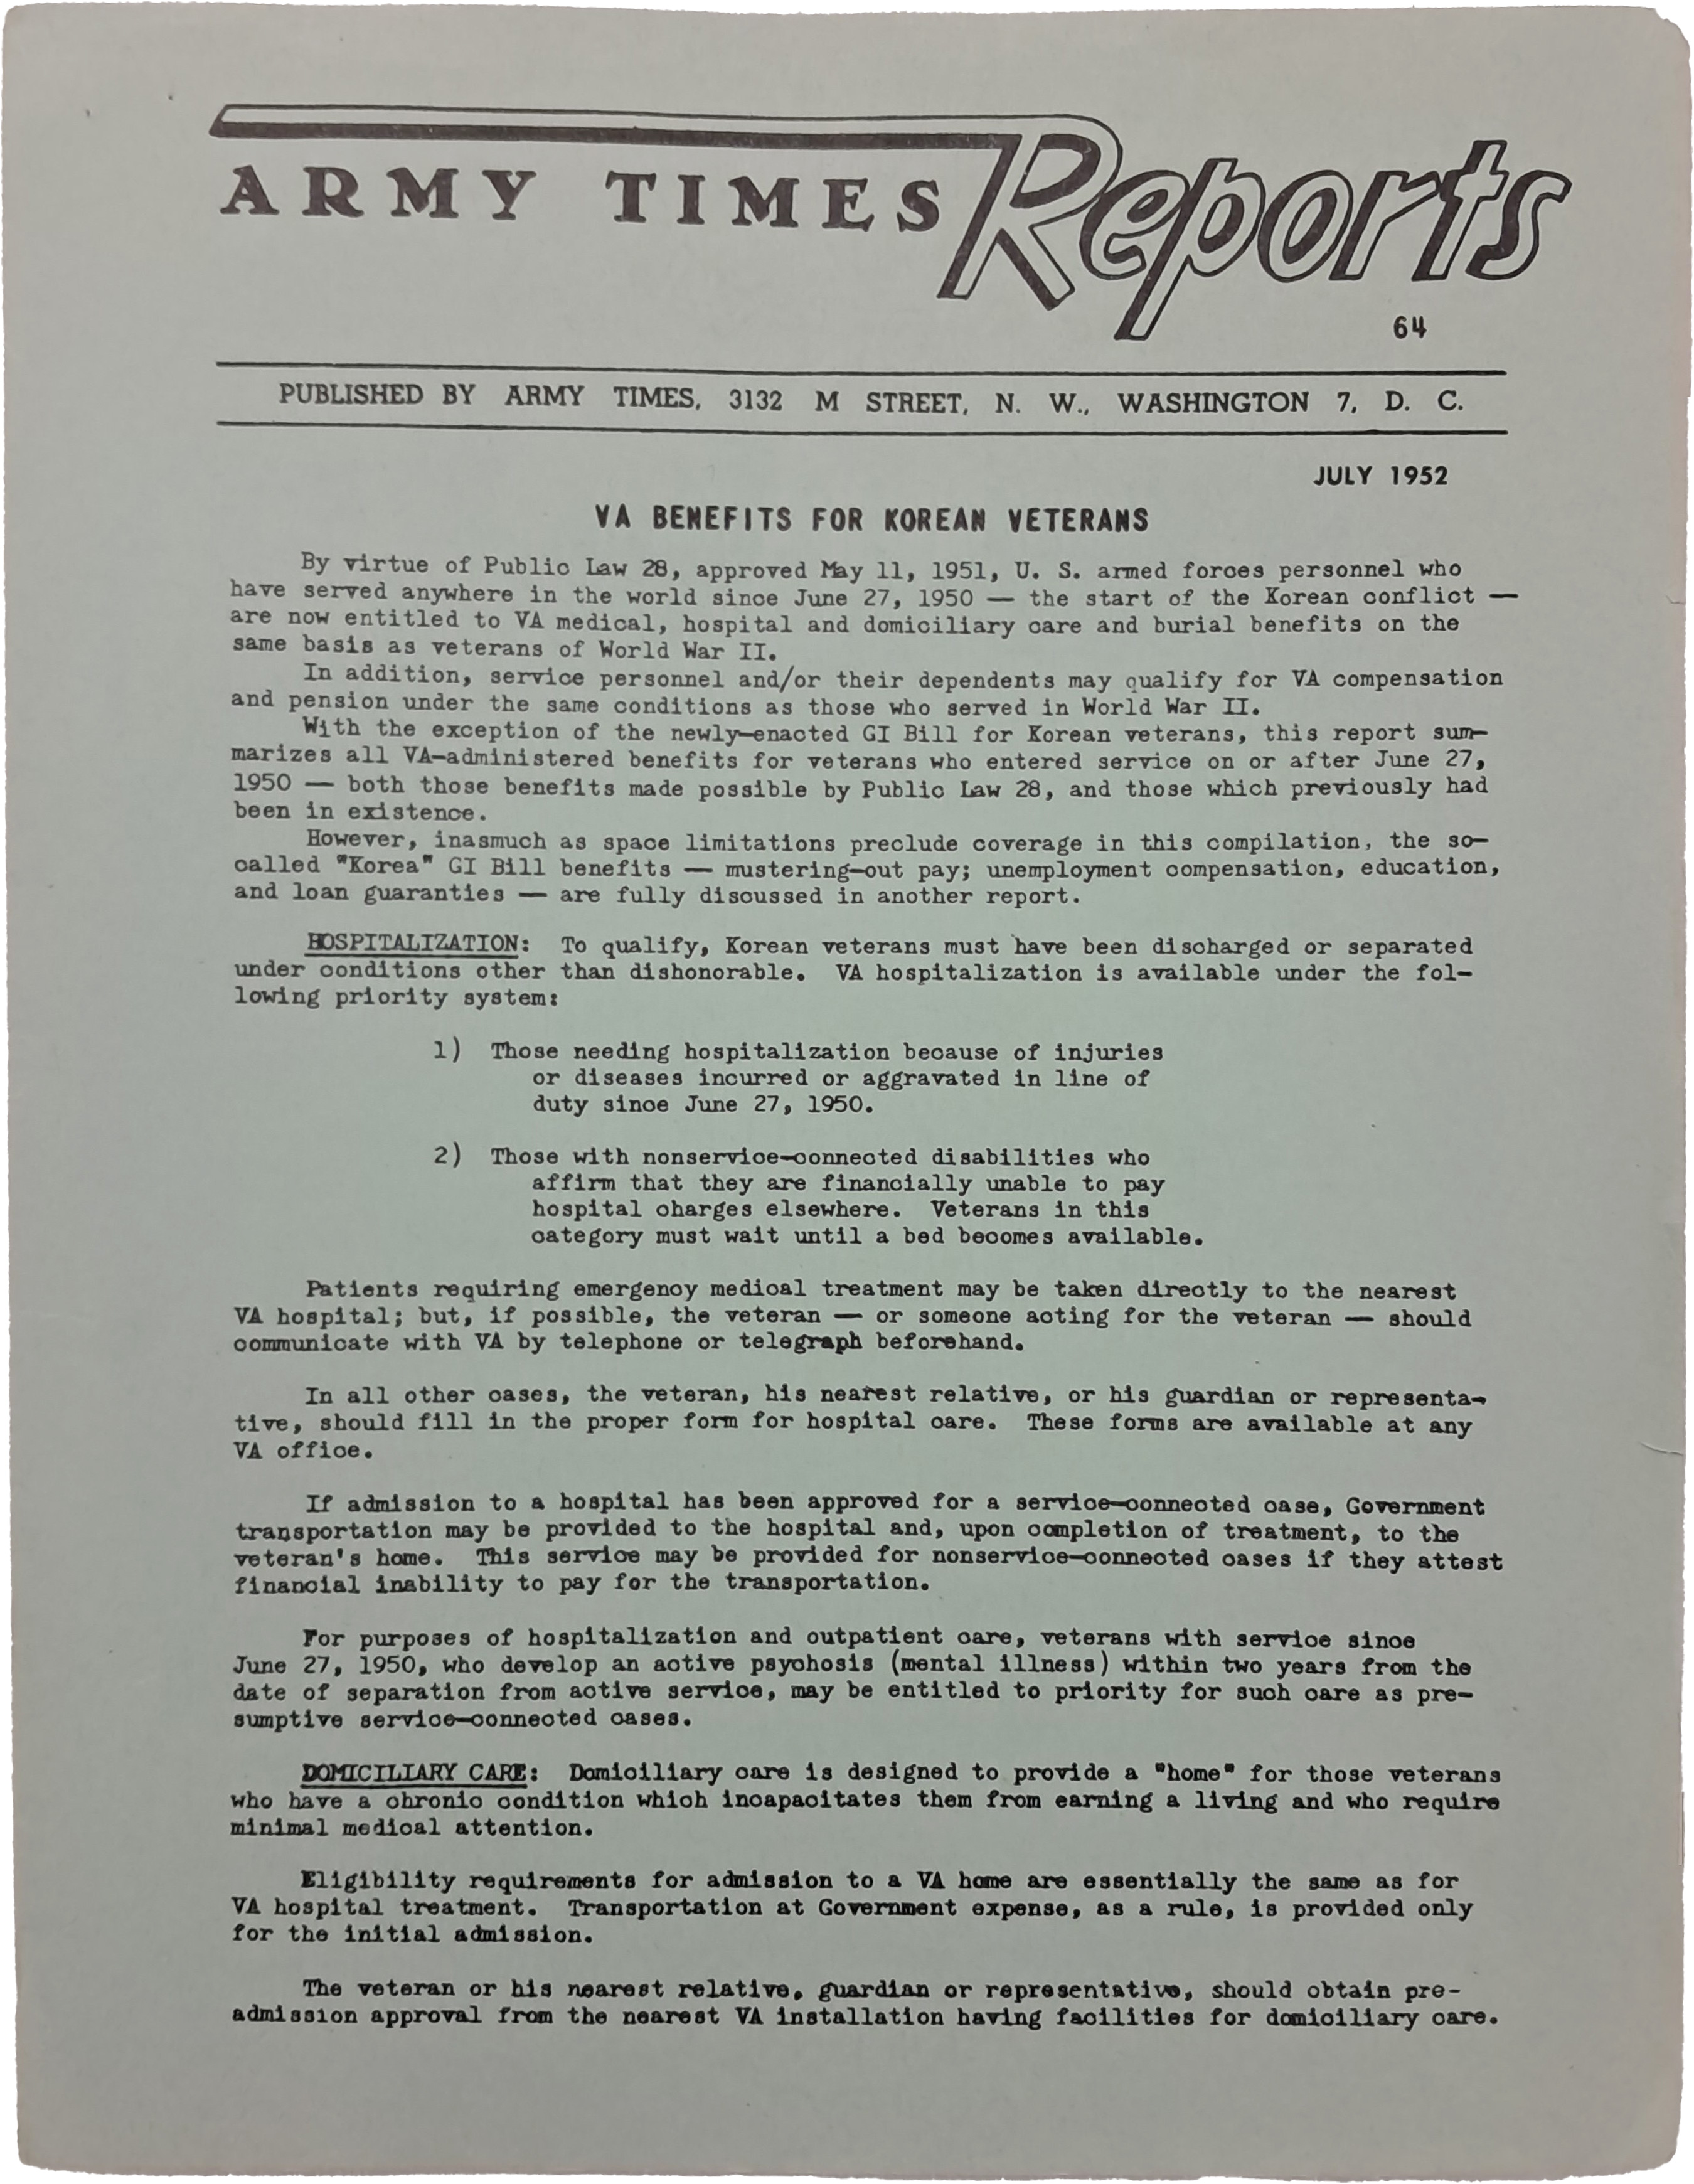 ARMY TIMES Reports
64
PUBLISHED BY ARMY TIMES, 3132 M STREET, N. W., WASHINGTON 7, D. C.
JULY 1952
VA BENEFITS FOR KOREAN VETERANS
By virtue of Public Law 28, approved May 11, 1951, U. S. armed forces personnel who
have served anywhere in the world since June 27, 1950 — the start of the Korean conflict —
are now entitled to VA medical, hospital and domiciliary care and burial benefits on the
same basis as veterans of World War II.
In addition, service personnel and/or their dependents may qualify for VA compensation
and pension under the same conditions as those who served in World War II.
With the exception of the newly-enacted GI Bill for Korean veterans, this report sum-
marizes all VA-administered benefits for veterans who entered service on or after June 27,
1950 — both those benefits made possible by Public Law 28, and those which previously had
been in existence.
However, inasmuch as space limitations preclude coverage in this compilation, the so-
called "Korea" GI Bill benefits — mustering-out pay; unemployment compensation, education,
and loan guaranties — are fully discussed in another report.
HOSPITALIZATION: To qualify, Korean veterans must have been discharged or separated
under conditions other than dishonorable. VA hospitalization is available under the fol-
lowing priority system:
1) Those needing hospitalization because of injuries
or diseases incurred or aggravated in line of
duty since June 27, 1950.
2) Those with nonservice-connected disabilities who
affirm that they are financially unable to pay
hospital charges elsewhere. Veterans in this
category must wait until a bed becomes available.
Patients requiring emergency medical treatment may be taken directly to the nearest
VA hospital; but, if possible, the veteran — or someone acting for the veteran — should
communicate with VA by telephone or telegraph beforehand.
In all other cases, the veteran, his nearest relative, or his guardian or representa-
tive, should fill in the proper form for hospital care. These forms are available at any
VA office.
If admission to a hospital has been approved for a service-connected case, Government
transportation may be provided to the hospital and, upon completion of treatment, to the
veteran's home. This service may be provided for nonservice-connected cases if they attest
financial inability to pay for the transportation.
For purposes of hospitalization and outpatient care, veterans with service since
June 27, 1950, who develop an active psychosis (mental illness) within two years from the
date of separation from active service, may be entitled to priority for such care as pre-
sumptive service-connected cases.
DOMICILIARY CARE: Domiciliary care is designed to provide a "home" for those veterans
who have a chronic condition which incapacitates them from earning a living and who require
minimal medical attention.
Eligibility requirements for admission to a VA home are essentially the same as for
VA hospital treatment. Transportation at Government expense, as a rule, is provided only
for the initial admission.
The veteran or his nearest relative, guardian or representative, should obtain pre-
admission approval from the nearest VA installation having facilities for domiciliary care.